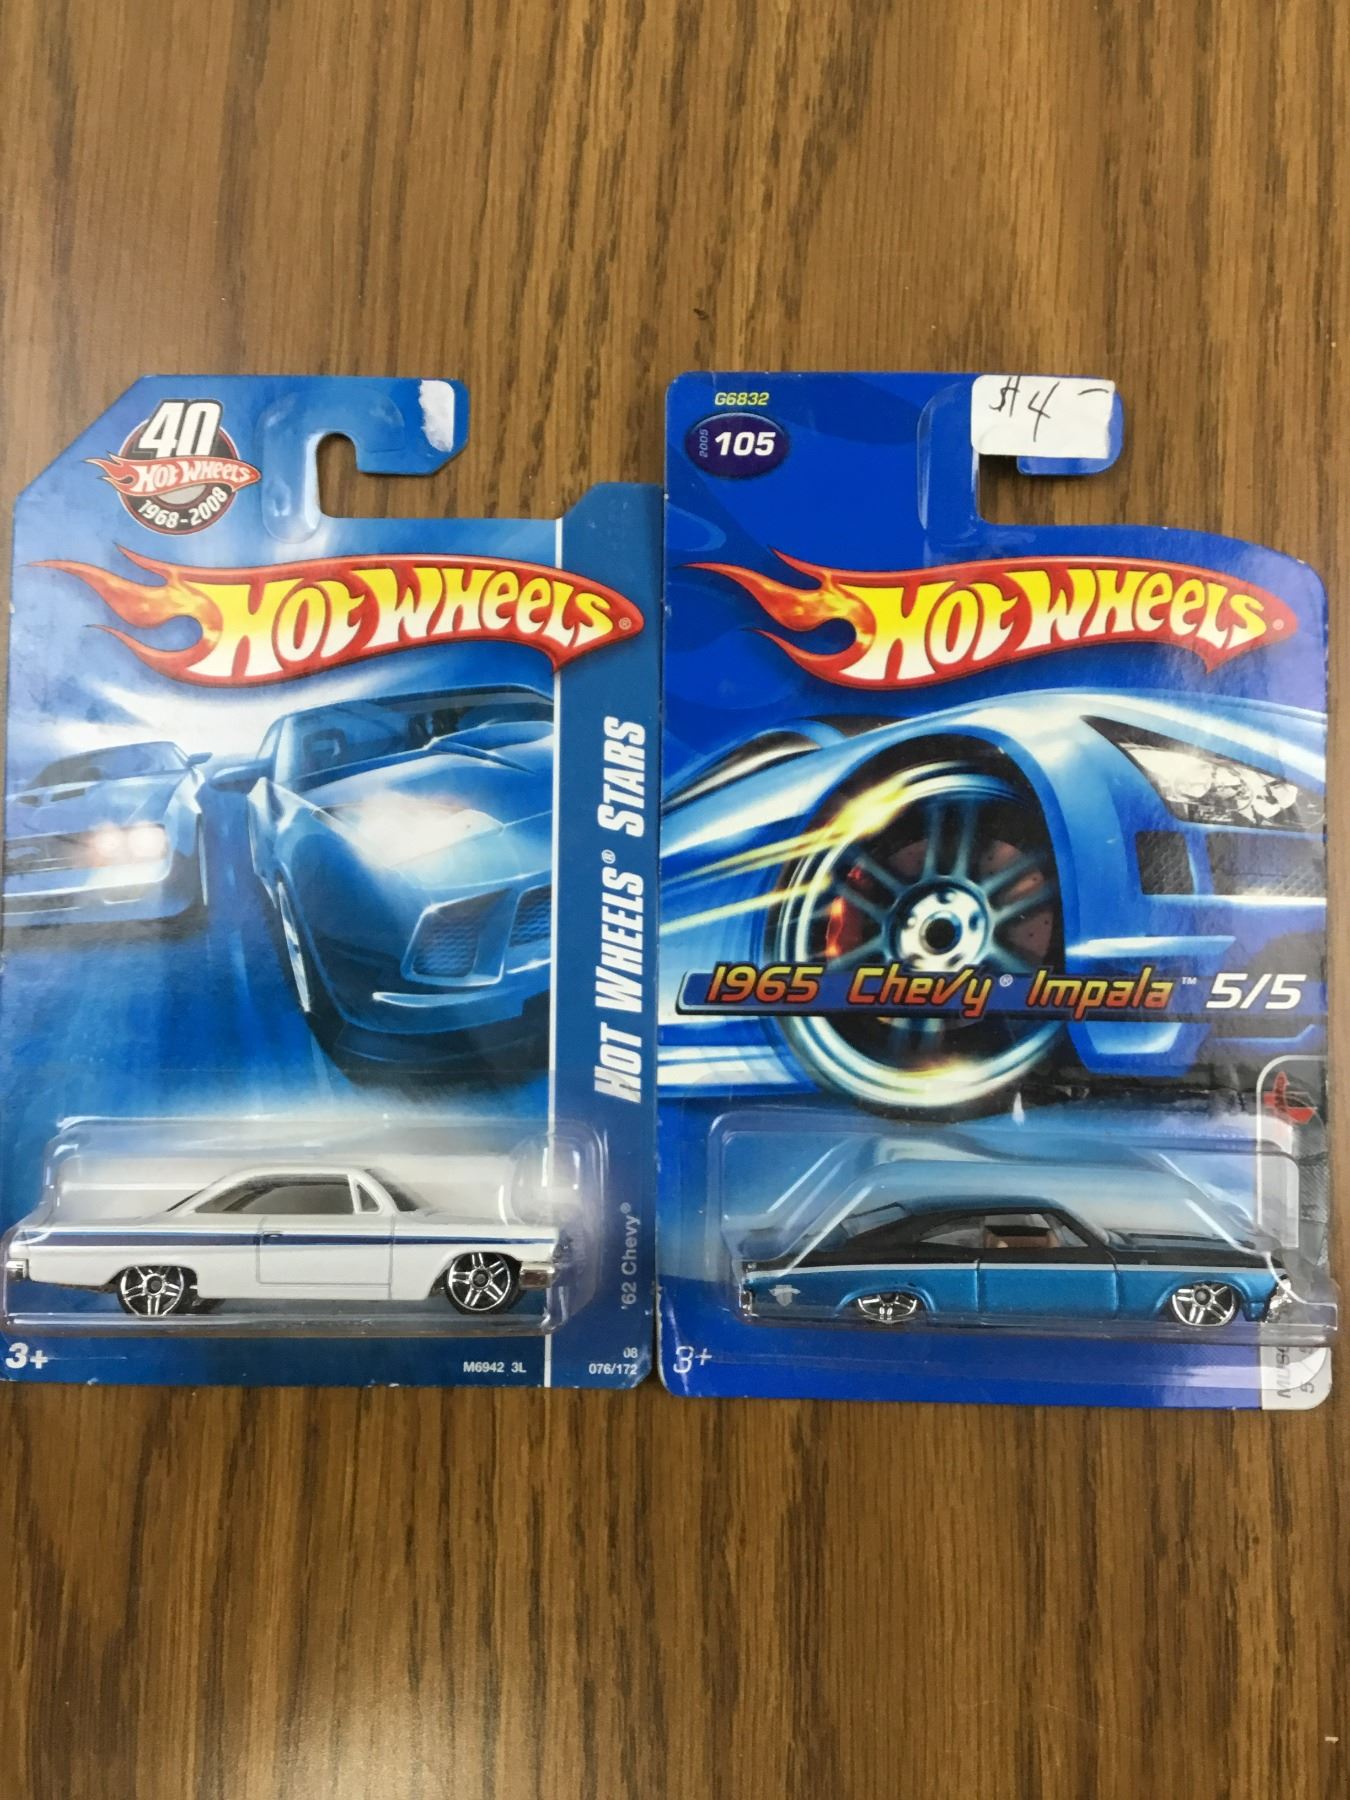 40
HOT WHEELS
1968-2008
HOT WHEELS®
HOT WHEELS® STARS
'62 Chevy®
3+
M6942 3L
08
076/172
G6832
2005
105
$4-
HOT WHEELS®
1965 Chevy® Impala™ 5/5
3+